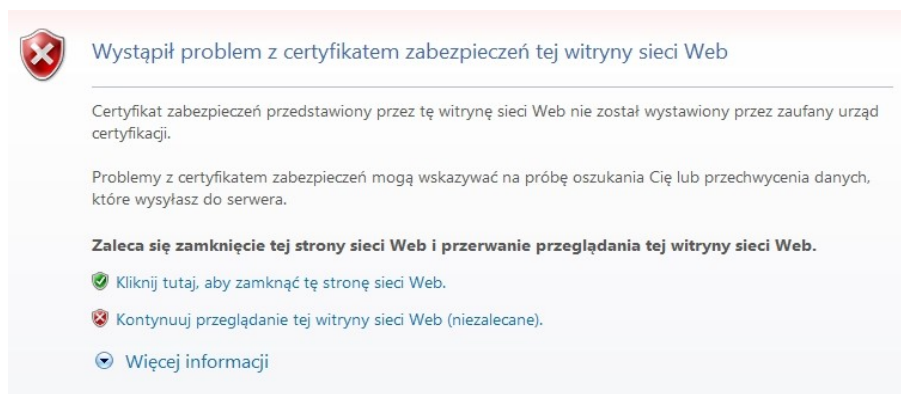 Wystąpił problem z certyfikatem zabezpieczeń tej witryny sieci Web
Certyfikat zabezpieczeń przedstawiony przez tę witrynę sieci Web nie został wystawiony przez zaufany urząd
certyfikacji.
Problemy z certyfikatem zabezpieczeń mogą wskazywać na próbę oszukania Cię lub przechwycenia danych,
które wysyłasz do serwera.
Zaleca się zamknięcie tej strony sieci Web i przerwanie przeglądania tej witryny sieci Web.
Kliknij tutaj, aby zamknąć tę stronę sieci Web.
Kontynuuj przeglądanie tej witryny sieci Web (niezalecane).
Więcej informacji